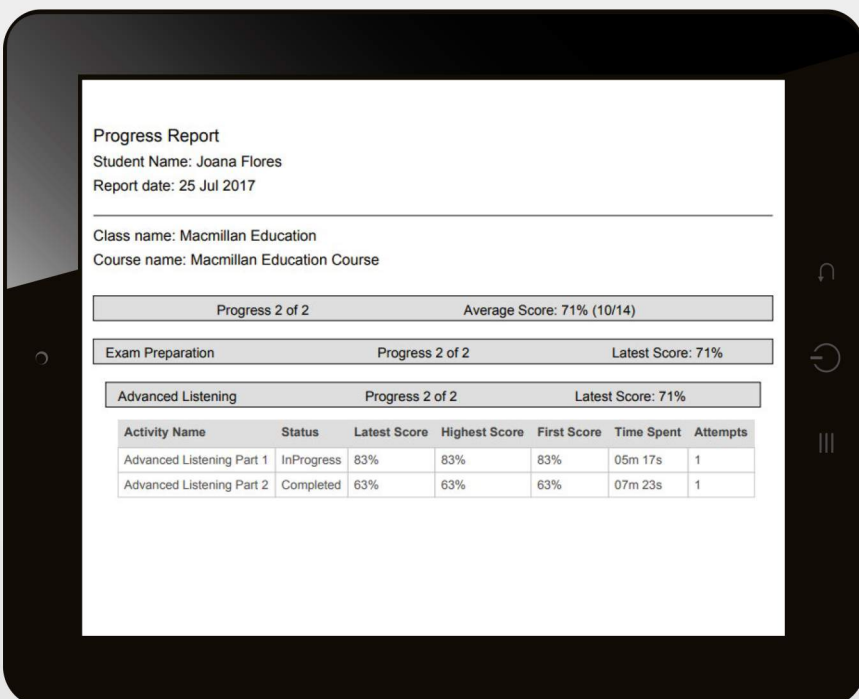 Progress Report
Student Name: Joana Flores
Report date: 25 Jul 2017
Class name: Macmillan Education
Course name: Macmillan Education Course
Progress 2 of 2 Average Score: 71% (10/14)
Exam Preparation Progress 2 of 2 Latest Score: 71%
Advanced Listening Progress 2 of 2 Latest Score: 71%
Activity Name Status Latest Score Highest Score First Score Time Spent Attempts
Advanced Listening Part 1 InProgress 83% 83% 83% 05m 17s 1
Advanced Listening Part 2 Completed 63% 63% 63% 07m 23s 1